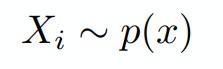 X_i ∼ p(x)